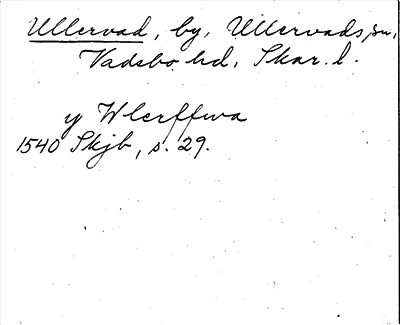 Ullervad, by, Ullervads sn,
Vadsbo hd, Skar. l.
y Wlerffwa
1540 Skjb, s. 29.